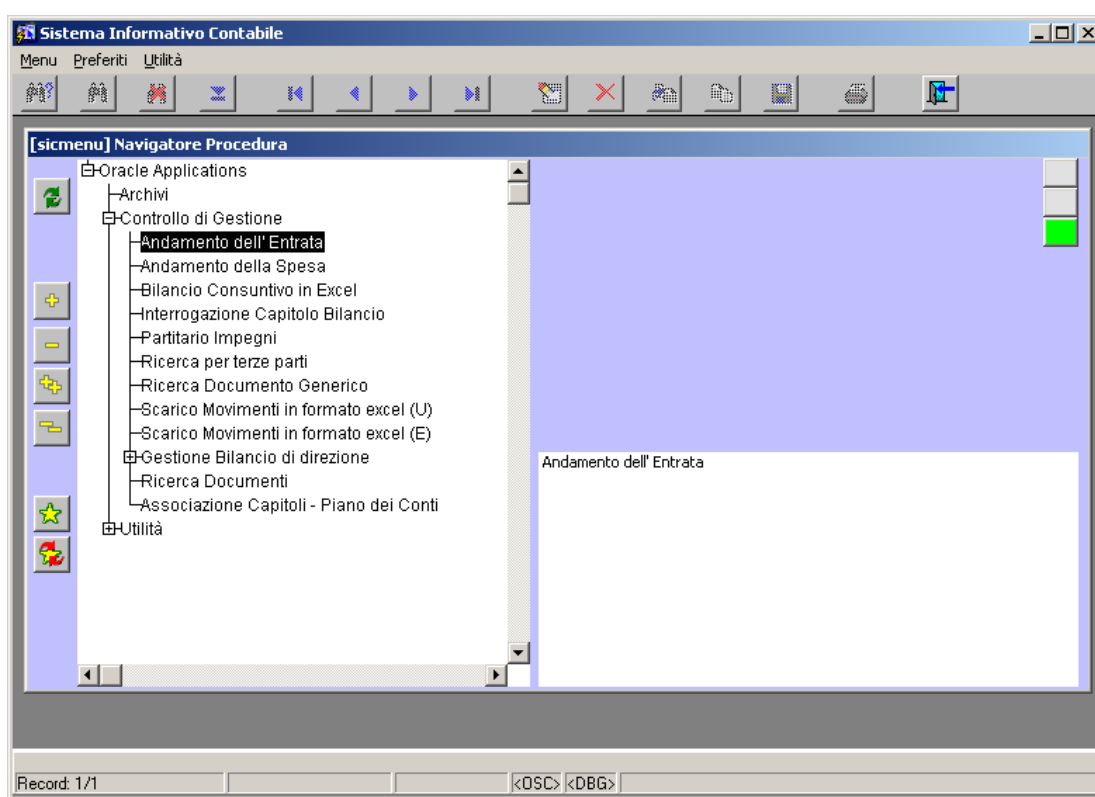 Sistema Informativo Contabile
Menu Preferiti Utilità
[sicmenu] Navigatore Procedura
Oracle Applications
Archivi
Controllo di Gestione
Andamento dell' Entrata
Andamento della Spesa
Bilancio Consuntivo in Excel
Interrogazione Capitolo Bilancio
Partitario Impegni
Ricerca per terze parti
Ricerca Documento Generico
Scarico Movimenti in formato excel (U)
Scarico Movimenti in formato excel (E)
Gestione Bilancio di direzione
Ricerca Documenti
Associazione Capitoli - Piano dei Conti
Utilità
Andamento dell' Entrata
Record: 1/1 <OSC> <DBG>